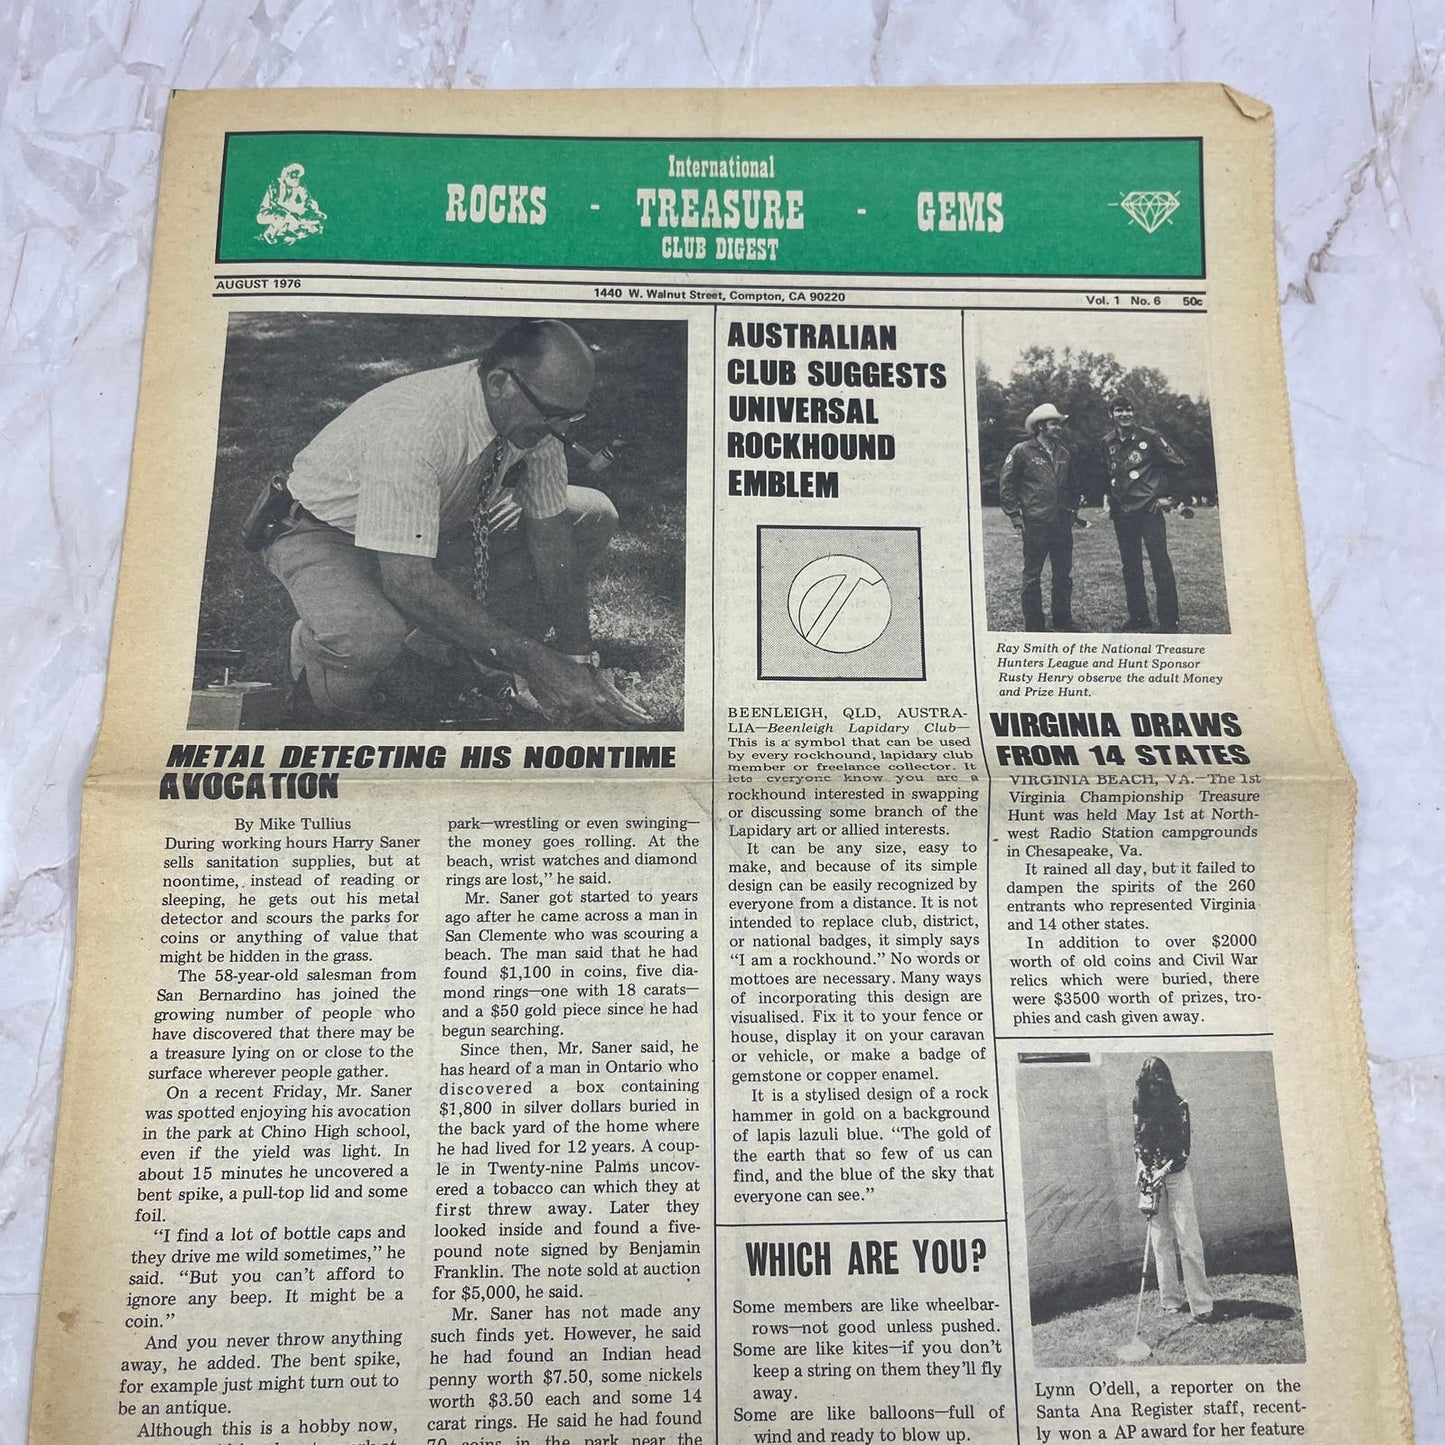 International
ROCKS - TREASURE - GEMS
CLUB DIGEST
AUGUST 1976
1440 W. Walnut Street, Compton, CA 90220
Vol. 1 No. 6 50c
METAL DETECTING HIS NOONTIME
AVOCATION
By Mike Tullius
During working hours Harry Saner
sells sanitation supplies, but at
noontime, instead of reading or
sleeping, he gets out his metal
detector and scours the parks for
coins or anything of value that
might be hidden in the grass.
The 58-year-old salesman from
San Bernardino has joined the
growing number of people who
have discovered that there may be
a treasure lying on or close to the
surface wherever people gather.
On a recent Friday, Mr. Saner
was spotted enjoying his avocation
in the park at Chino High school,
even if the yield was light. In
about 15 minutes he uncovered a
bent spike, a pull-top lid and some
foil.
"I find a lot of bottle caps and
they drive me wild sometimes," he
said. "But you can't afford to
ignore any beep. It might be a
coin."
And you never throw anything
away, he added. The bent spike,
for example just might turn out to
be an antique.
Although this is a hobby now,
park—wrestling or even swinging—
the money goes rolling. At the
beach, wrist watches and diamond
rings are lost," he said.
Mr. Saner got started to years
ago after he came across a man in
San Clemente who was scouring a
beach. The man said that he had
found $1,100 in coins, five dia-
mond rings—one with 18 carats—
and a $50 gold piece since he had
begun searching.
Since then, Mr. Saner said, he
has heard of a man in Ontario who
discovered a box containing
$1,800 in silver dollars buried in
the back yard of the home where
he had lived for 12 years. A coup-
le in Twenty-nine Palms uncov-
ered a tobacco can which they at
first threw away. Later they
looked inside and found a five-
pound note signed by Benjamin
Franklin. The note sold at auction
for $5,000, he said.
Mr. Saner has not made any
such finds yet. However, he said
he had found an Indian head
penny worth $7.50, some nickels
worth $3.50 each and some 14
carat rings. He said he had found
70 coins in the park near the
AUSTRALIAN
CLUB SUGGESTS
UNIVERSAL
ROCKHOUND
EMBLEM
BEENLEIGH, QLD, AUSTRA-
LIA—Beenleigh Lapidary Club—
This is a symbol that can be used
by every rockhound, lapidary club
member or freelance collector. It
lets everyone know you are a
rockhound interested in swapping
or discussing some branch of the
Lapidary art or allied interests.
It can be any size, easy to
make, and because of its simple
design can be easily recognized by
everyone from a distance. It is not
intended to replace club, district,
or national badges, it simply says
"I am a rockhound." No words or
mottoes are necessary. Many ways
of incorporating this design are
visualised. Fix it to your fence or
house, display it on your caravan
or vehicle, or make a badge of
gemstone or copper enamel.
It is a stylised design of a rock
hammer in gold on a background
of lapis lazuli blue. "The gold of
the earth that so few of us can
find, and the blue of the sky that
everyone can see."
WHICH ARE YOU?
Some members are like wheelbar-
rows—not good unless pushed.
Some are like kites—if you don't
keep a string on them they'll fly
away.
Some are like balloons—full of
wind and ready to blow up.
Ray Smith of the National Treasure
Hunters League and Hunt Sponsor
Rusty Henry observe the adult Money
and Prize Hunt.
VIRGINIA DRAWS
FROM 14 STATES
VIRGINIA BEACH, VA.—The 1st
Virginia Championship Treasure
Hunt was held May 1st at North-
west Radio Station campgrounds
in Chesapeake, Va.
It rained all day, but it failed to
dampen the spirits of the 260
entrants who represented Virginia
and 14 other states.
In addition to over $2000
worth of old coins and Civil War
relics which were buried, there
were $3500 worth of prizes, tro-
phies and cash given away.
Lynn O'dell, a reporter on the
Santa Ana Register staff, recent-
ly won a AP award for her feature